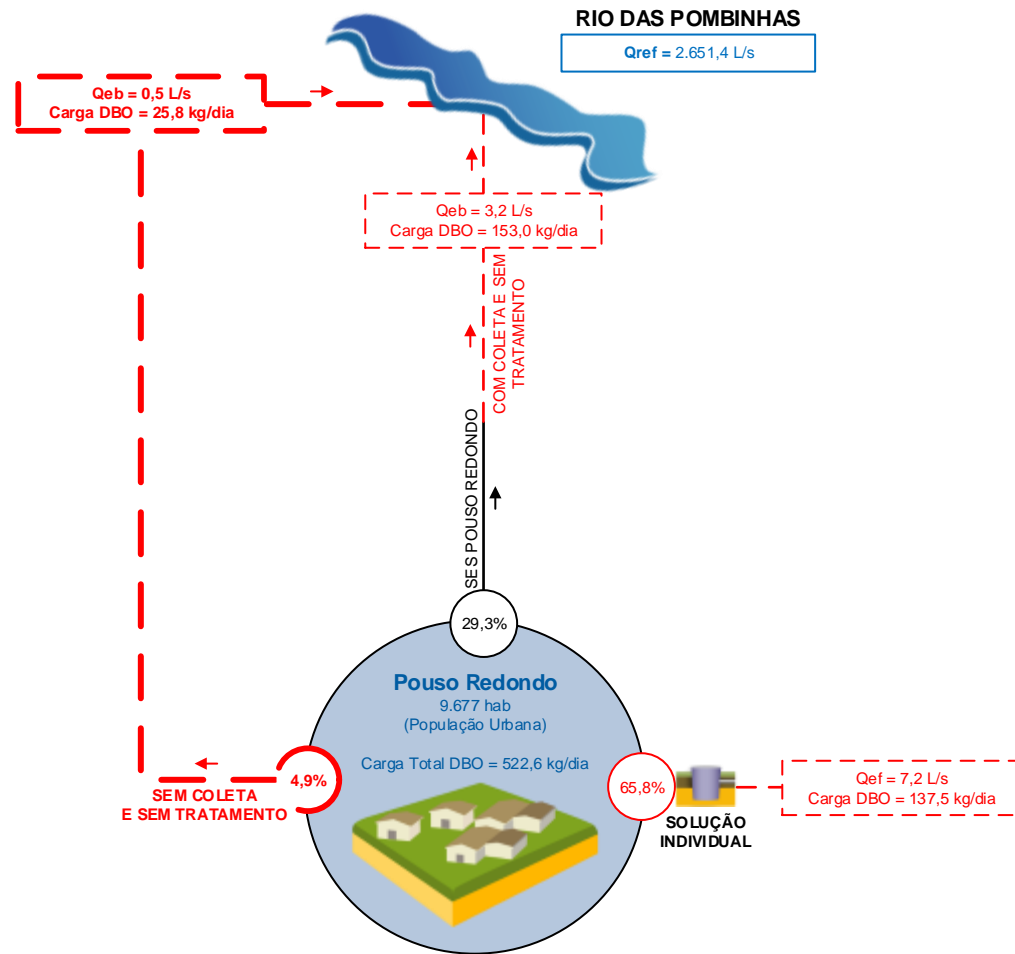 RIO DAS POMBINHAS
Qref = 2.651,4 L/s
Qeb = 0,5 L/s
Carga DBO = 25,8 kg/dia
Qeb = 3,2 L/s
Carga DBO = 153,0 kg/dia
COM COLETA E SEM
TRATAMENTO
SES POUSO REDONDO
29,3%
Pouso Redondo
9.677 hab
(População Urbana)
Carga Total DBO = 522,6 kg/dia
4,9%
SEM COLETA
E SEM TRATAMENTO
65,8%
SOLUÇÃO
INDIVIDUAL
Qef = 7,2 L/s
Carga DBO = 137,5 kg/dia